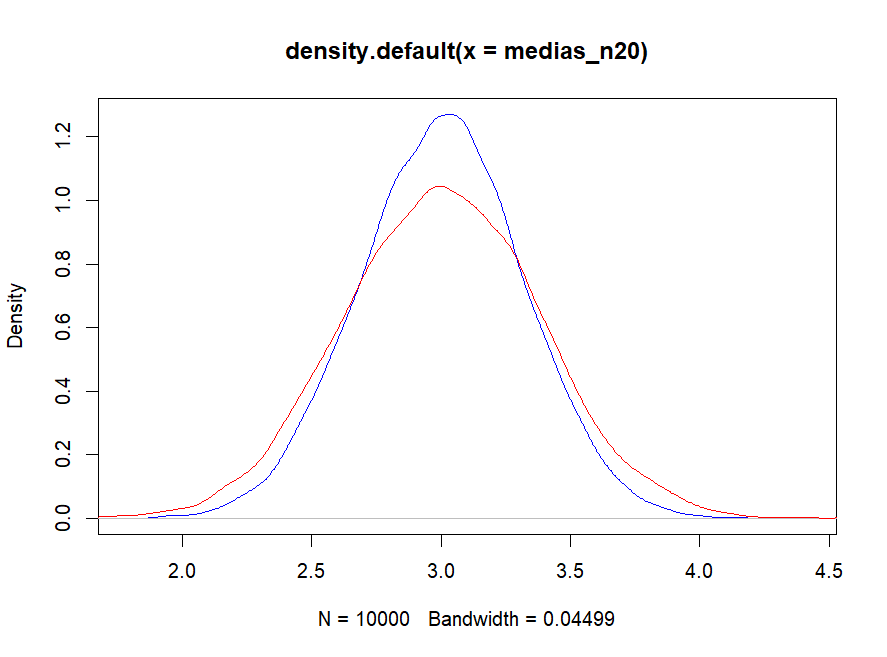 density.default(x = medias_n20)
Density
0.0 0.2 0.4 0.6 0.8 1.0 1.2
2.0 2.5 3.0 3.5 4.0 4.5
N = 10000 Bandwidth = 0.04499